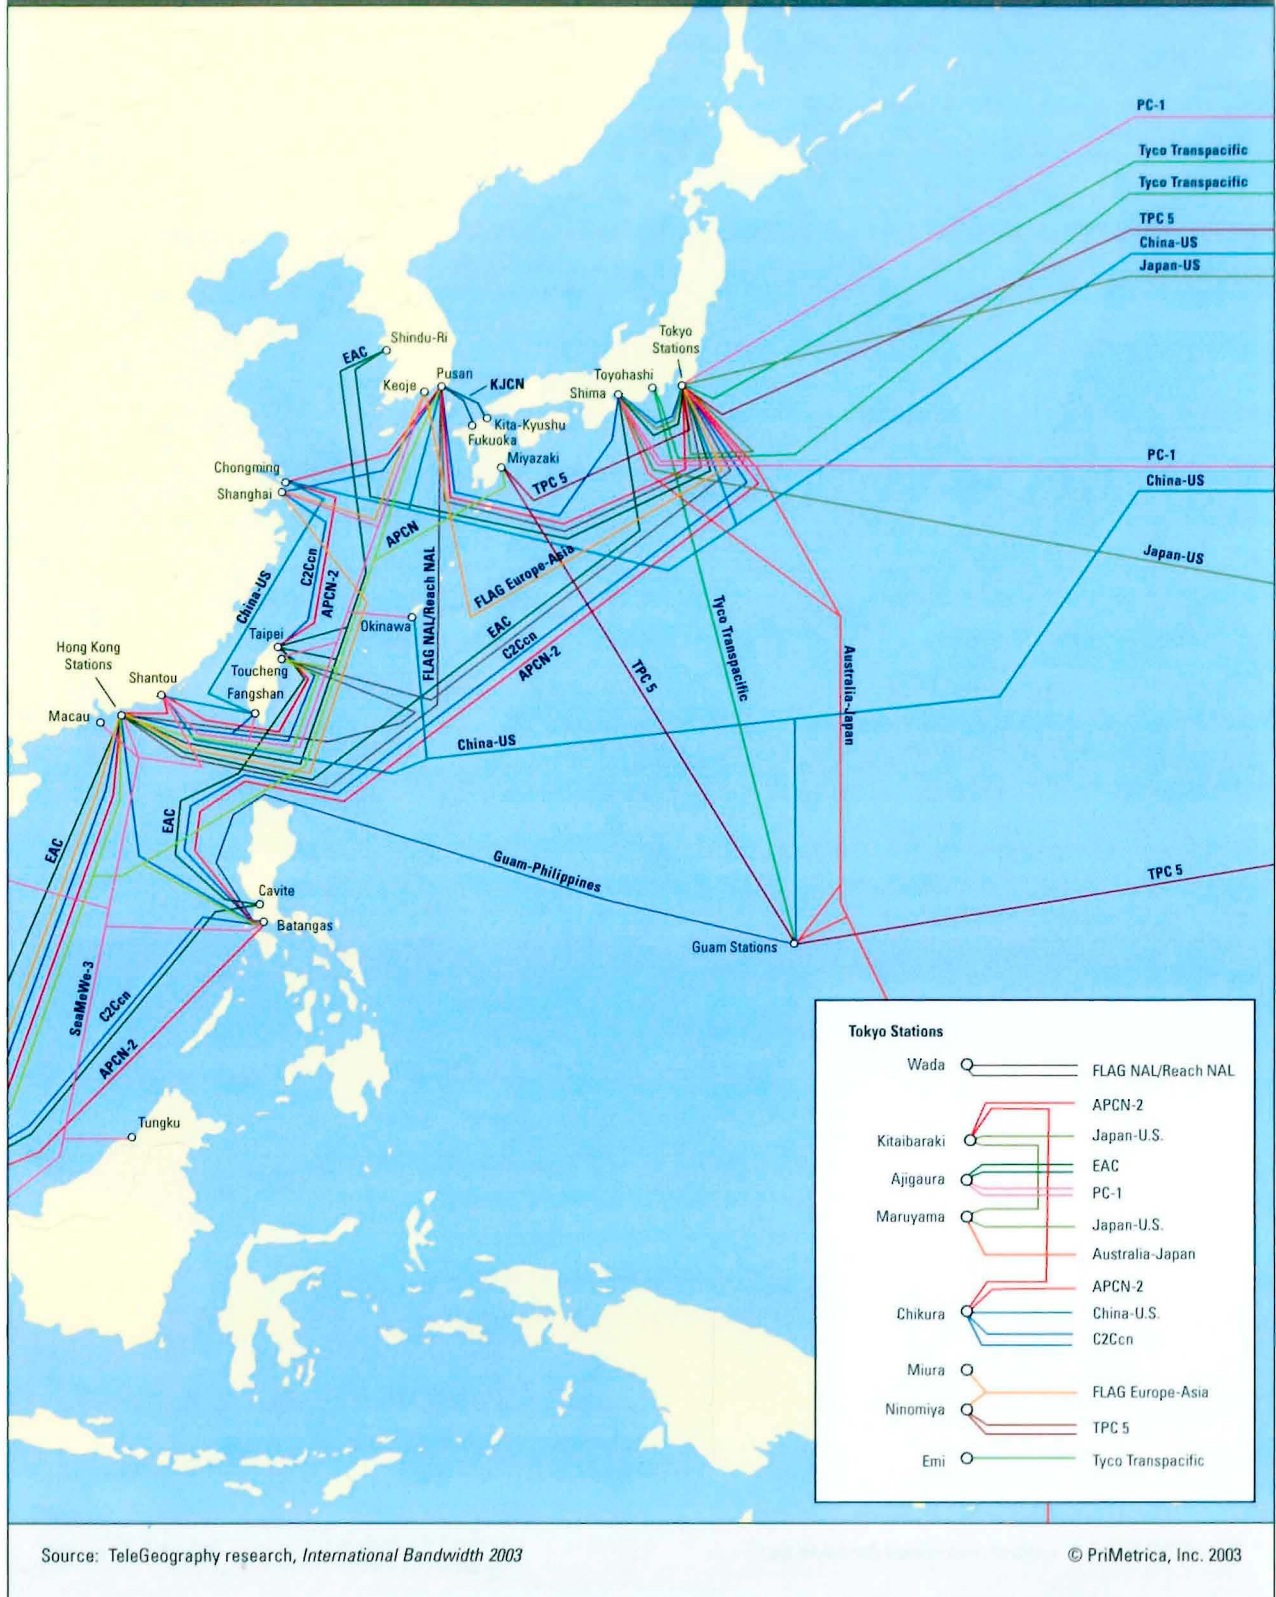 PC-1
Tyco Transpacific
Tyco Transpacific
TPC 5
China-US
Japan-US
Tokyo
Stations
Shindu-Ri
EAC
Pusan
Keoje
KJCN
Toyohashi
Shima
Kita-Kyushu
Fukuoka
Miyazaki
PC-1
China-US
Chongming
Shanghai
TPC 5
APCN
Japan-US
C2Ccn
APCN-2
China-US
FLAG NAL/Reach NAL
FLAG Europe-Asia
Okinawa
EAC
C2Ccn
APCN-2
Tyco Transpacific
TPC 5
Australia-Japan
Taipei
Toucheng
Fangshan
Hong Kong
Stations
Shantou
Macau
China-US
EAC
EAC
Guam-Philippines
TPC 5
Cavite
Batangas
Guam Stations
SeaMeWe-3
C2Ccn
APCN-2
Tungku
Tokyo Stations
Wada
FLAG NAL/Reach NAL
APCN-2
Kitaibaraki
Japan-U.S.
Ajigaura
EAC
PC-1
Maruyama
Japan-U.S.
Australia-Japan
APCN-2
Chikura
China-U.S.
C2Ccn
Miura
FLAG Europe-Asia
Ninomiya
TPC 5
Emi
Tyco Transpacific
Source: TeleGeography research, International Bandwidth 2003
© PriMetrica, Inc. 2003